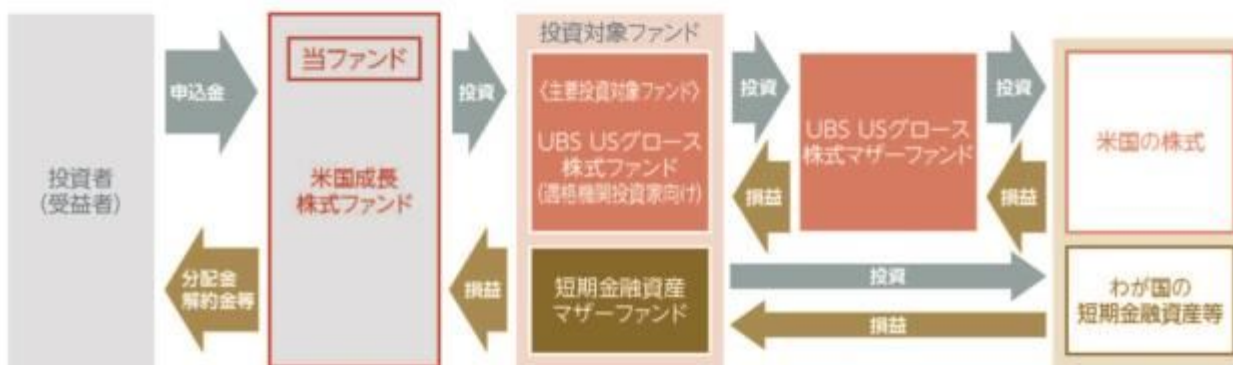 投資者
(受益者)
申込金
分配金
解約金等
当ファンド
米国成長
株式ファンド
投資
損益
投資対象ファンド
〈主要投資対象ファンド〉
UBS USグロース
株式ファンド
(適格機関投資家向け)
短期金融資産
マザーファンド
投資
損益
UBS USグロース
株式マザーファンド
投資
損益
投資
損益
米国の株式
わが国の
短期金融資産等